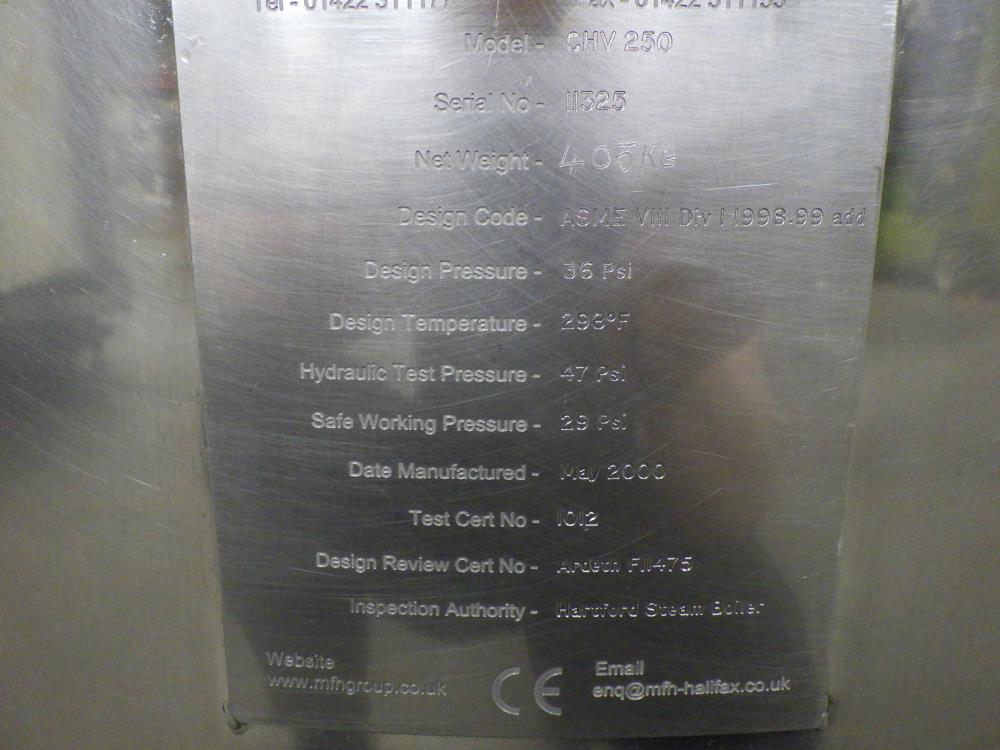 Model - CHV 250
Serial No - 11325
Net Weight - 405KG
Design Code - ASME VIII Div 1 1998.99 add
Design Pressure - 36 Psi
Design Temperature - 298°F
Hydraulic Test Pressure - 47 Psi
Safe Working Pressure - 29 Psi
Date Manufactured - May 2000
Test Cert No - 1012
Design Review Cert No - Ardeth F11475
Inspection Authority - Hartford Steam Boiler
Website
www.mfhgroup.co.uk
CE
Email
enq@mfh-halifax.co.uk